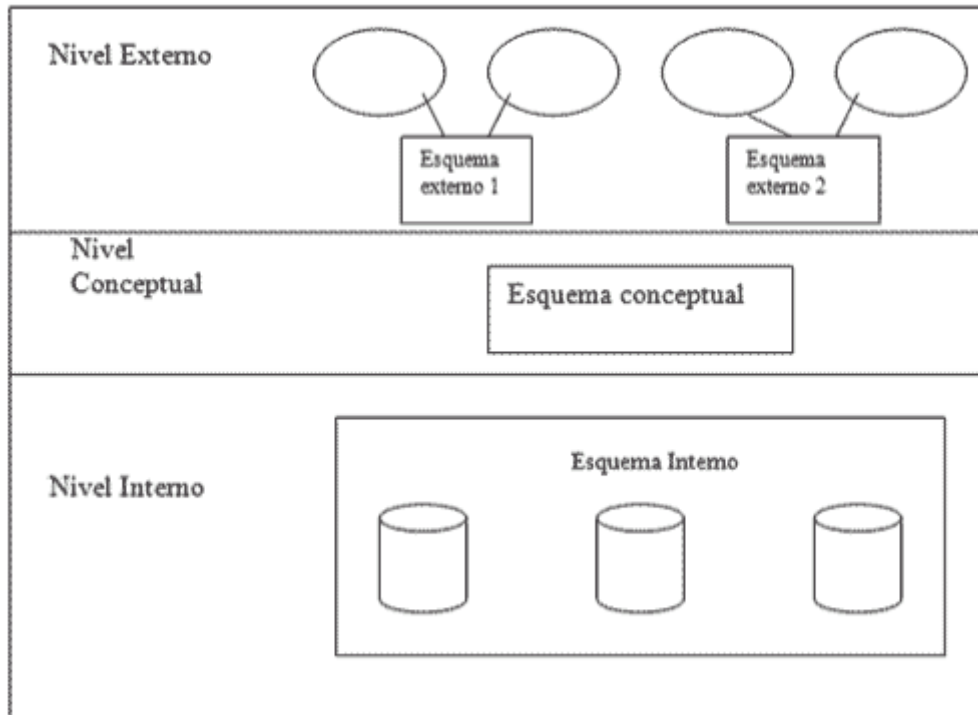 Nivel Externo
Esquema
externo 1
Esquema
externo 2
Nivel
Conceptual
Esquema conceptual
Esquema Interno
Nivel Interno